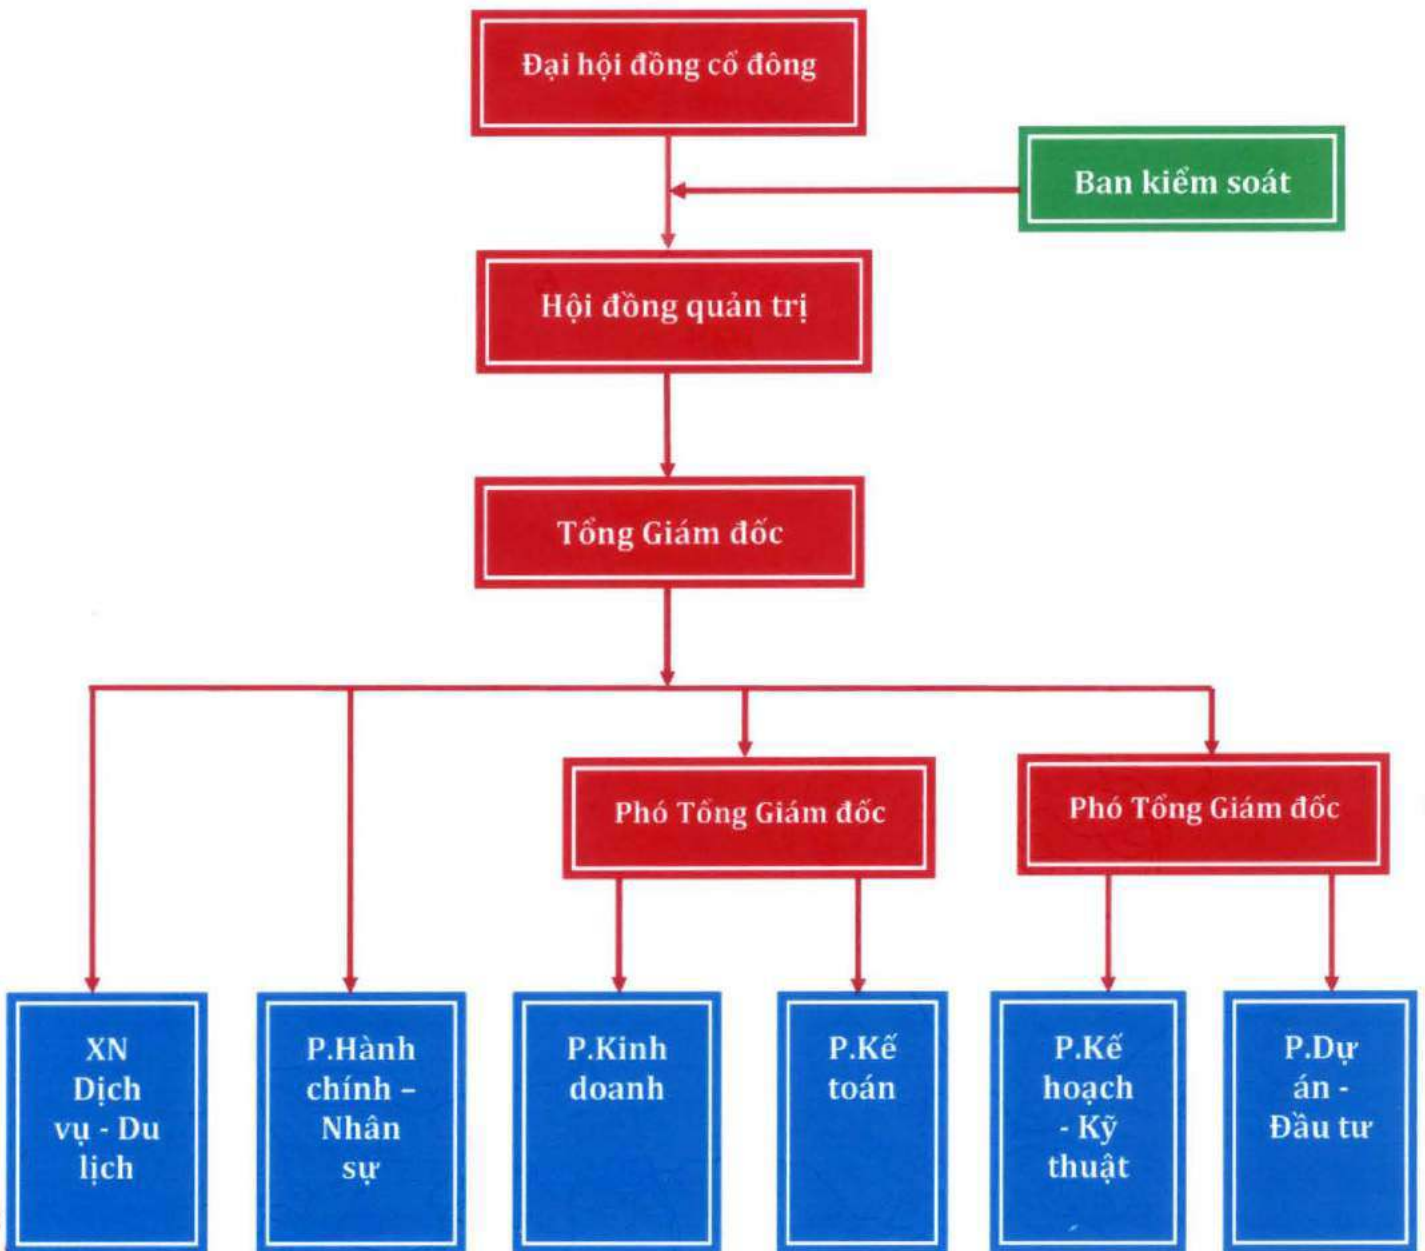 Đại hội đồng cổ đông
Ban kiểm soát
Hội đồng quản trị
Tổng Giám đốc
Phó Tổng Giám đốc
Phó Tổng Giám đốc
XN
Dịch
vụ - Du
lịch
P.Hành
chính –
Nhân
sự
P.Kinh
doanh
P.Kế
toán
P.Kế
hoạch
- Kỹ
thuật
P.Dự
án -
Đầu tư